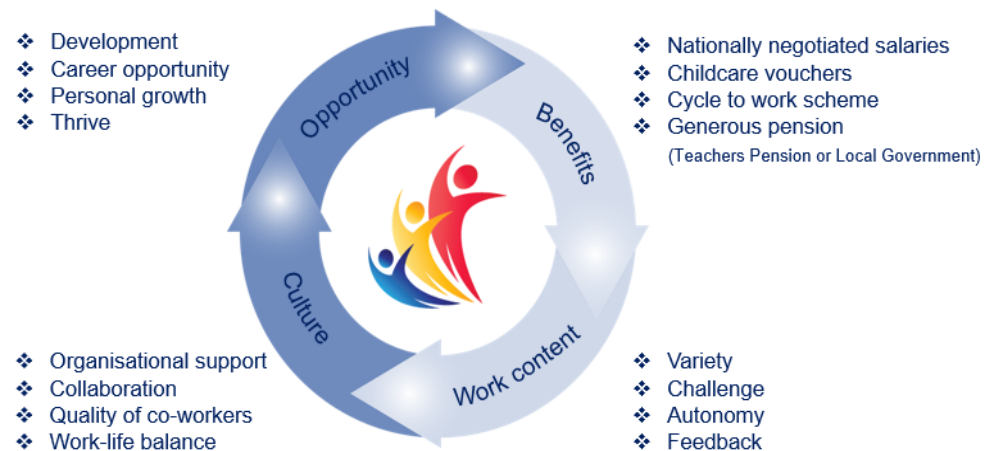 ❖ Development
❖ Career opportunity
❖ Personal growth
❖ Thrive
Opportunity
Benefits
❖ Nationally negotiated salaries
❖ Childcare vouchers
❖ Cycle to work scheme
❖ Generous pension
(Teachers Pension or Local Government)
Culture
Work content
❖ Organisational support
❖ Collaboration
❖ Quality of co-workers
❖ Work-life balance
❖ Variety
❖ Challenge
❖ Autonomy
❖ Feedback